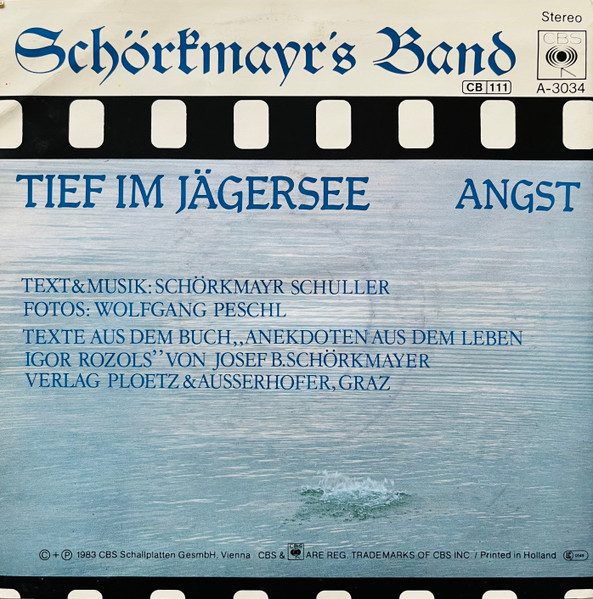 Stereo
Schörkmayr's Band
CBS
CB 111
A-3034
TIEF IM JÄGERSEE ANGST
TEXT & MUSIK: SCHÖRKMAYR SCHULLER
FOTOS: WOLFGANG PESCHL
TEXTE AUS DEM BUCH „ANEKDOTEN AUS DEM LEBEN
IGOR ROZOLS" VON JOSEF B. SCHÖRKMAYER
VERLAG PLOETZ & AUSSERHOFER, GRAZ
© + ℗ 1983 CBS Schallplatten GesmbH, Vienna CBS & CBS ARE REG. TRADEMARKS OF CBS INC. / Printed in Holland